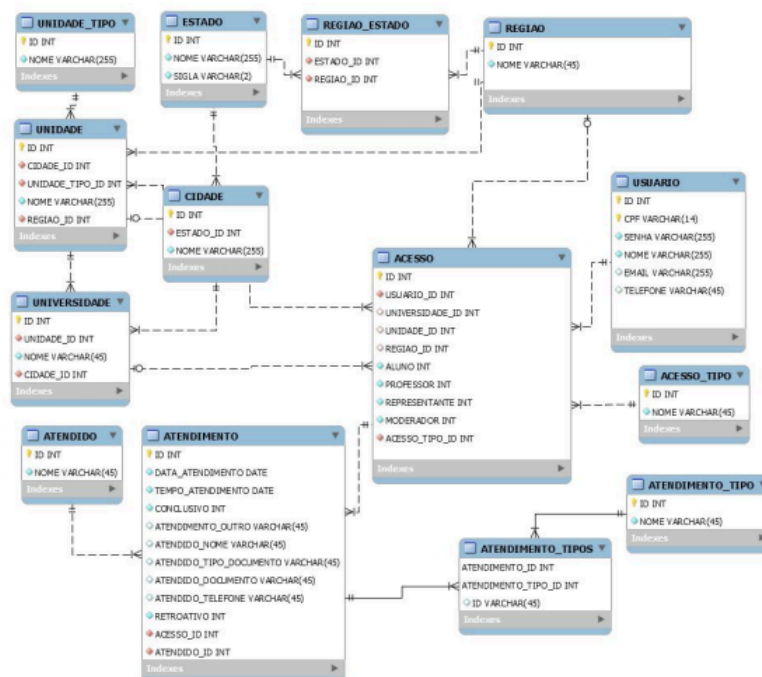 UNIDADE_TIPO
ID INT
NOME VARCHAR(255)
Indexes
ESTADO
ID INT
NOME VARCHAR(255)
SIGLA VARCHAR(2)
Indexes
REGIAO_ESTADO
ID INT
ESTADO_ID INT
REGIAO_ID INT
Indexes
REGIAO
ID INT
NOME VARCHAR(45)
Indexes
UNIDADE
ID INT
CIDADE_ID INT
UNIDADE_TIPO_ID INT
NOME VARCHAR(255)
REGIAO_ID INT
Indexes
CIDADE
ID INT
ESTADO_ID INT
NOME VARCHAR(255)
Indexes
USUARIO
ID INT
CPF VARCHAR(14)
SENHA VARCHAR(255)
NOME VARCHAR(255)
EMAIL VARCHAR(255)
TELEFONE VARCHAR(45)
Indexes
ACESSO
ID INT
USUARIO_ID INT
UNIVERSIDADE_ID INT
UNIDADE_ID INT
REGIAO_ID INT
ALUNO INT
PROFESSOR INT
REPRESENTANTE INT
MODERADOR INT
ACESSO_TIPO_ID INT
Indexes
UNIVERSIDADE
ID INT
UNIDADE_ID INT
NOME VARCHAR(45)
CIDADE_ID INT
Indexes
ACESSO_TIPO
ID INT
NOME VARCHAR(45)
Indexes
ATENDIDO
ID INT
NOME VARCHAR(45)
Indexes
ATENDIMENTO
ID INT
DATA_ATENDIMENTO DATE
TEMPO_ATENDIMENTO DATE
CONCLUSIVO INT
ATENDIMENTO_OUTRO VARCHAR(45)
ATENDIDO_NOME VARCHAR(45)
ATENDIDO_TIPO_DOCUMENTO VARCHAR(45)
ATENDIDO_DOCUMENTO VARCHAR(45)
ATENDIDO_TELEFONE VARCHAR(45)
RETROATIVO INT
ACESSO_ID INT
ATENDIDO_ID INT
Indexes
ATENDIMENTO_TIPO
ID INT
NOME VARCHAR(45)
Indexes
ATENDIMENTO_TIPOS
ATENDIMENTO_ID INT
ATENDIMENTO_TIPO_ID INT
ID VARCHAR(45)
Indexes